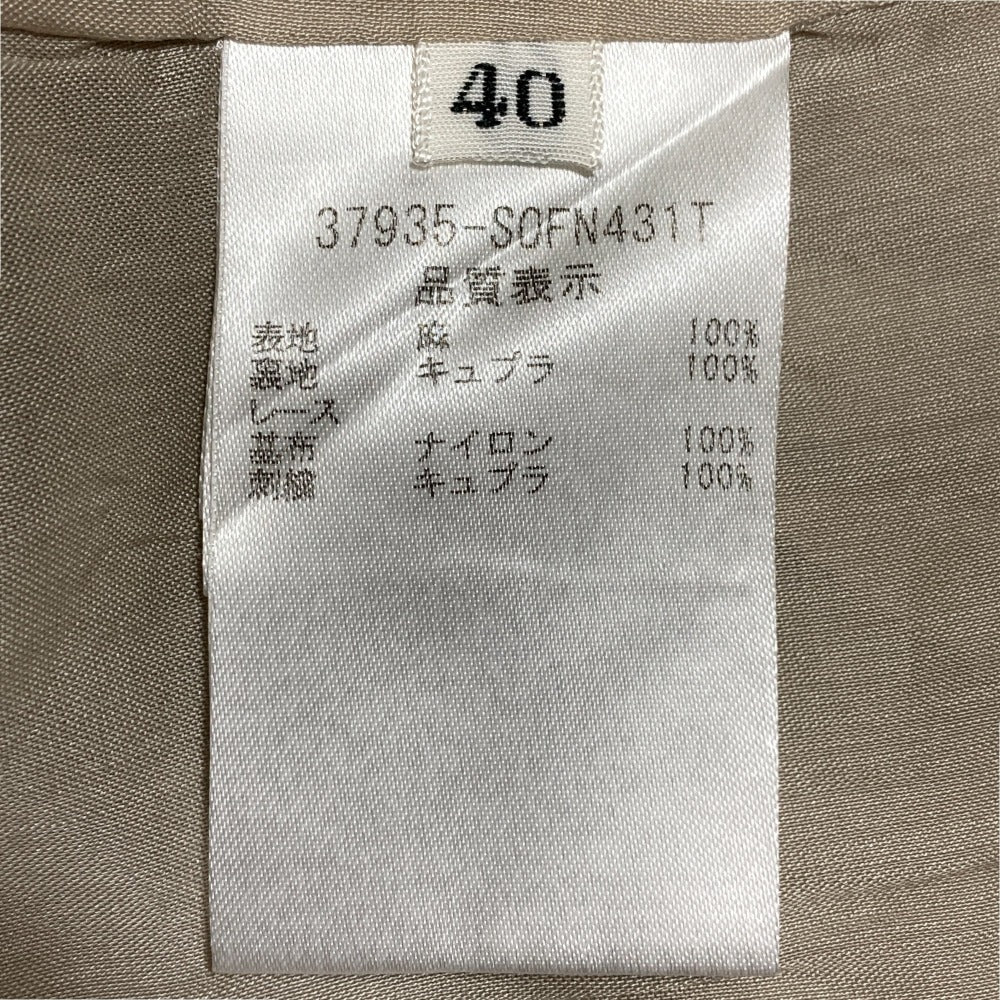 40
37935-SOFN431T
品質表示
表地 麻 100%
裏地 キュプラ 100%
レース
基布 ナイロン 100%
刺繍 キュプラ 100%